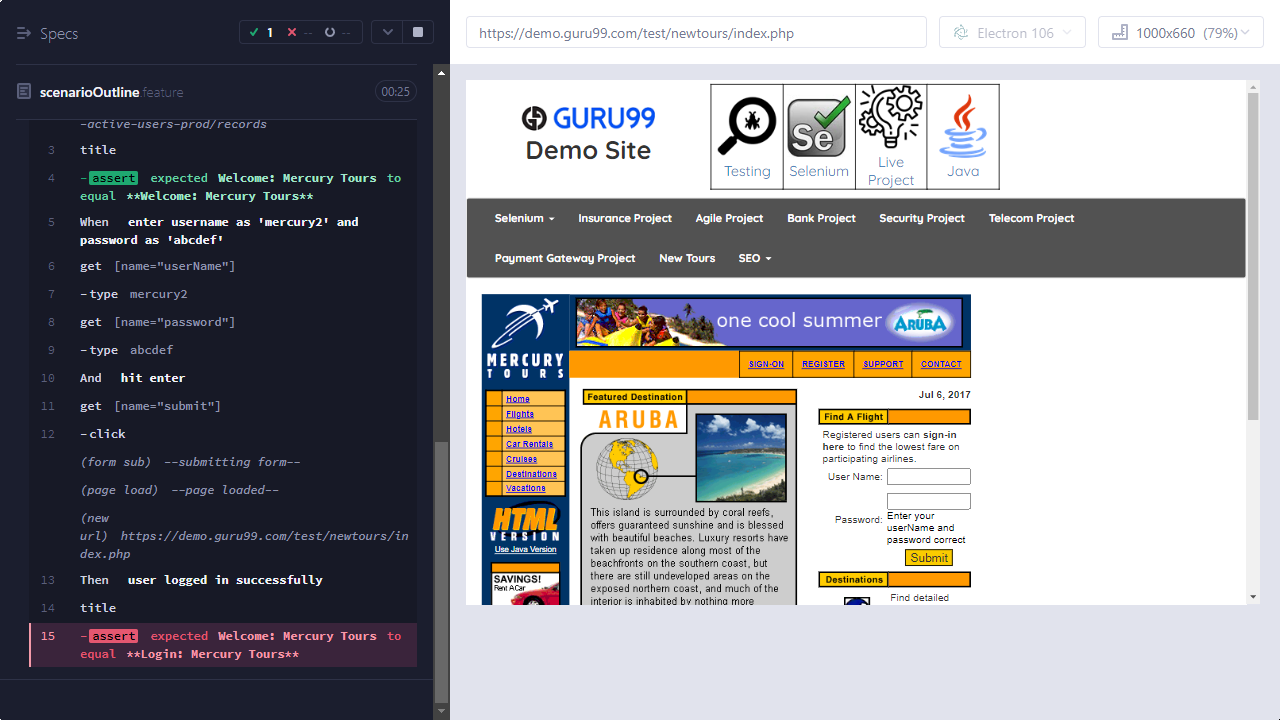 Specs
1
--
--
https://demo.guru99.com/test/newtours/index.php
Electron 106
1000x660 (79%)
scenarioOutline.feature
00:25
-active-users-prod/records
3 title
4 -assert expected Welcome: Mercury Tours to
equal **Welcome: Mercury Tours**
5 When enter username as 'mercury2' and
password as 'abcdef'
6 get [name="userName"]
7 -type mercury2
8 get [name="password"]
9 -type abcdef
10 And hit enter
11 get [name="submit"]
12 -click
(form sub) --submitting form--
(page load) --page loaded--
(new
url) https://demo.guru99.com/test/newtours/in
dex.php
13 Then user logged in successfully
14 title
15 -assert expected Welcome: Mercury Tours to
equal **Login: Mercury Tours**
GURU99
Demo Site
Testing
Se
Selenium
Live
Project
Java
Selenium
Insurance Project
Agile Project
Bank Project
Security Project
Telecom Project
Payment Gateway Project
New Tours
SEO
MERCURY
TOURS
one cool summer
ARUBA
SIGN-ON
REGISTER
SUPPORT
CONTACT
Home
Flights
Hotels
Car Rentals
Cruises
Destinations
Vacations
HTML
VERSION
Use Java Version
SAVINGS!
Rent A Car
Featured Destination
ARUBA
This island is surrounded by coral reefs,
offers guaranteed sunshine and is blessed
with beautiful beaches. Luxury resorts have
taken up residence along most of the
beachfronts on the southern coast, but
there are still undeveloped areas on the
exposed northern coast, and much of the
interior is inhabited by nothing more
Jul 6, 2017
Find A Flight
Registered users can sign-in
here to find the lowest fare on
participating airlines.
User Name:
Password:
Enter your
userName and
password correct
Submit
Destinations
Find detailed